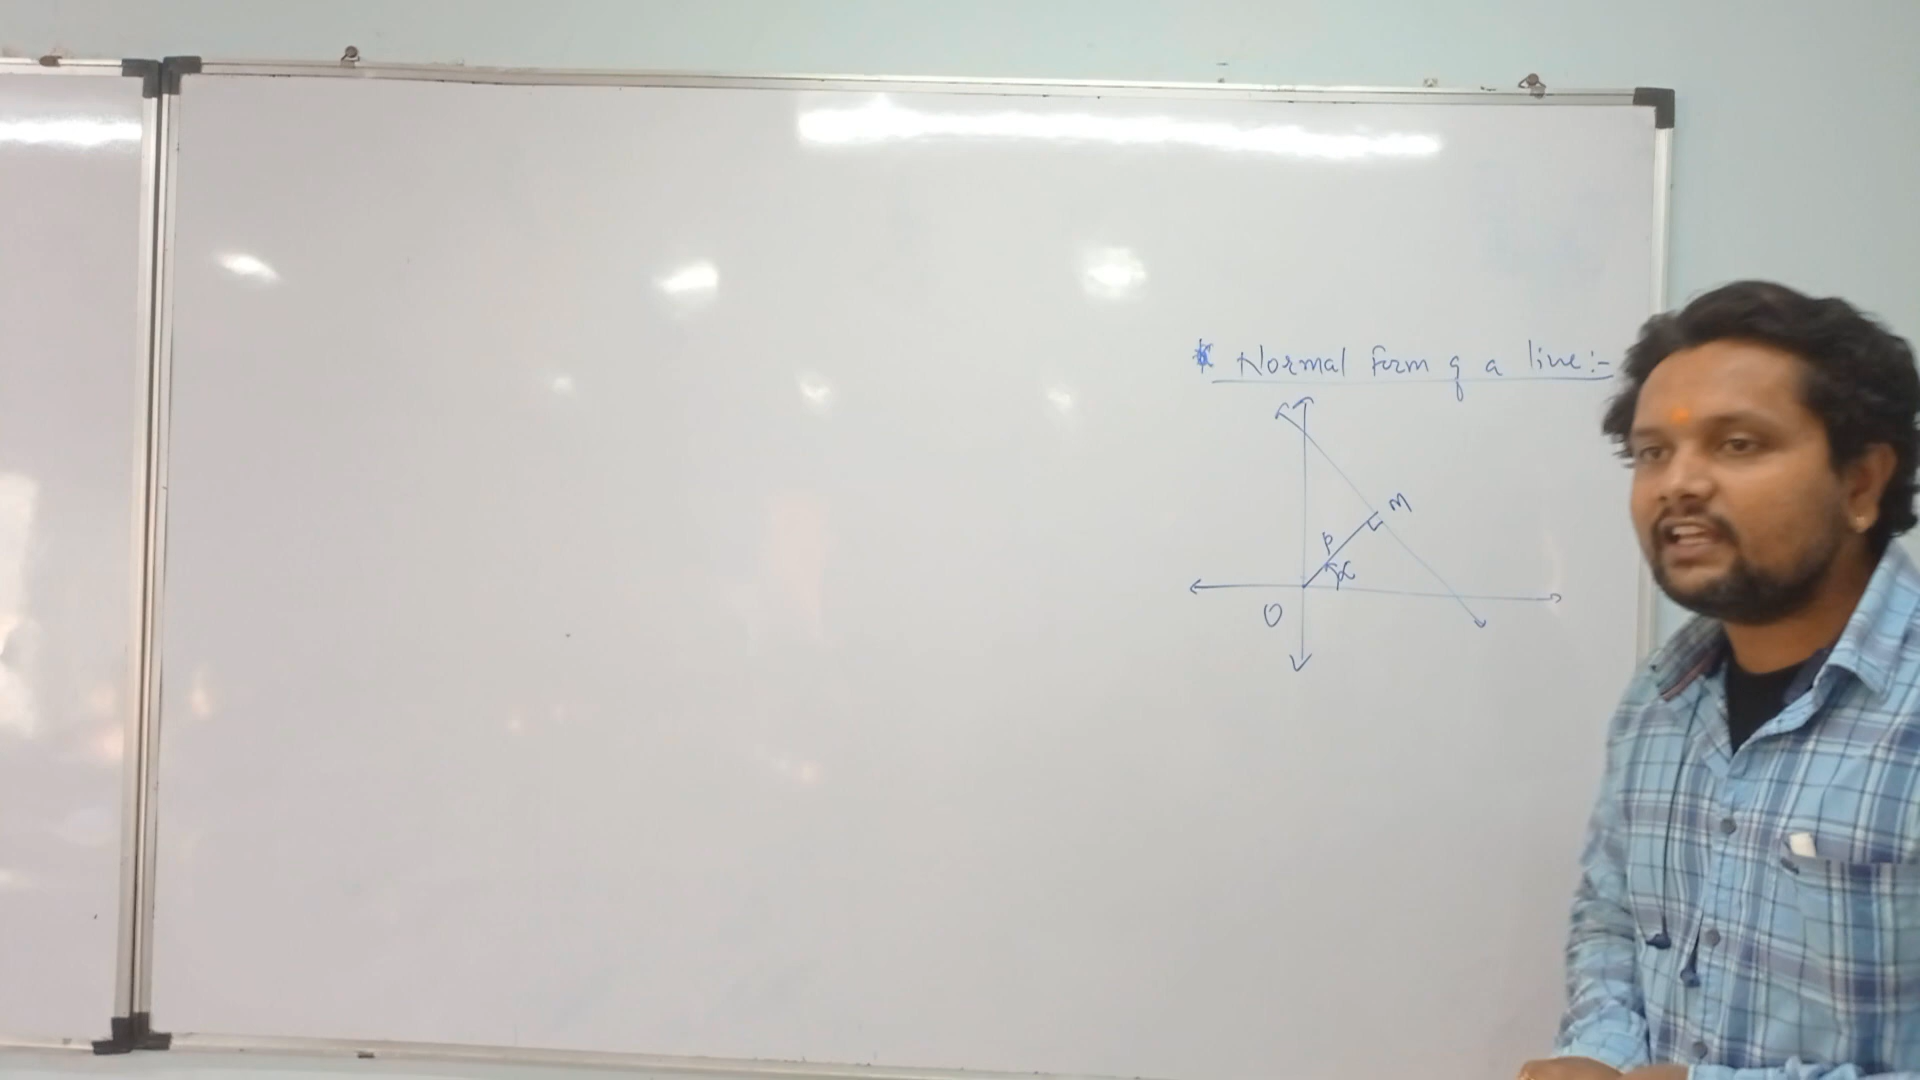 * Normal form of a line:-
M
P
α
O